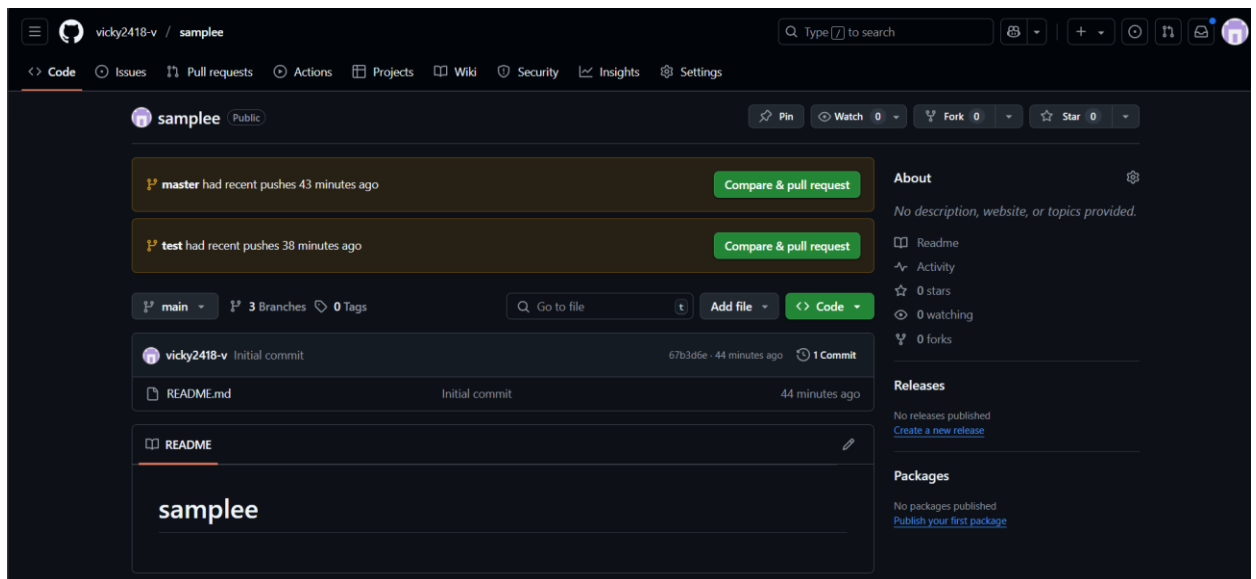 vicky2418-v / samplee
Type / to search
Code Issues Pull requests Actions Projects Wiki Security Insights Settings
samplee Public
Pin Watch 0 Fork 0 Star 0
master had recent pushes 43 minutes ago
Compare & pull request
test had recent pushes 38 minutes ago
Compare & pull request
main 3 Branches 0 Tags
Go to file t
Add file <> Code
vicky2418-v Initial commit 67b3d6e · 44 minutes ago 1 Commit
README.md Initial commit 44 minutes ago
README
samplee
About
No description, website, or topics provided.
Readme
Activity
0 stars
0 watching
0 forks
Releases
No releases published
Create a new release
Packages
No packages published
Publish your first package